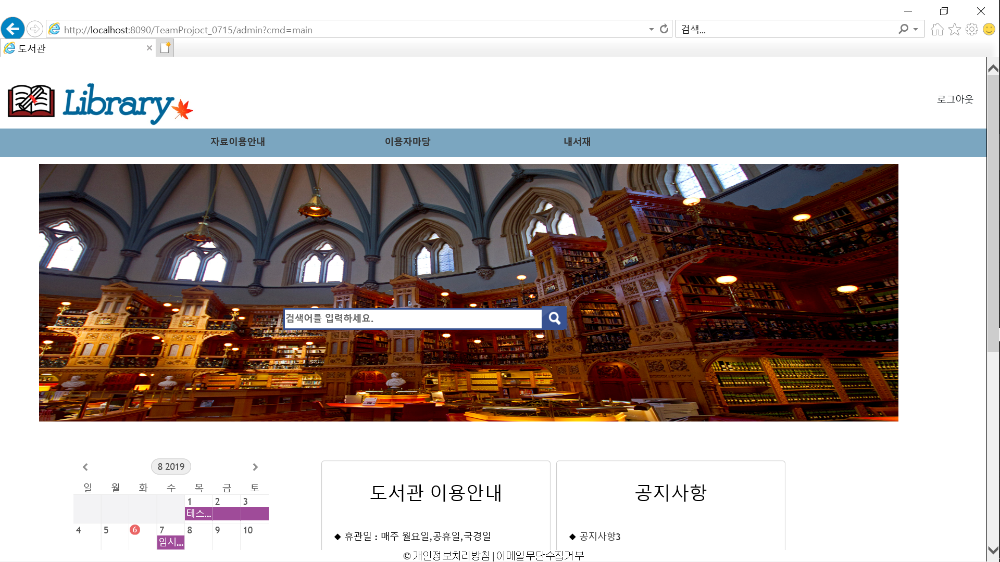 http://localhost:8090/TeamProject_0715/admin?cmd=main
검색...
도서관
Library
로그아웃
자료이용안내 이용자마당 내서재
검색어를 입력하세요.
8 2019
일 월 화 수 목 금 토
1 2 3
테스...
4 5 6 7 8 9 10
임시...
도서관 이용안내
◆ 휴관일 : 매주 월요일,공휴일,국경일
공지사항
◆ 공지사항3
© 개인정보처리방침 | 이메일무단수집거부